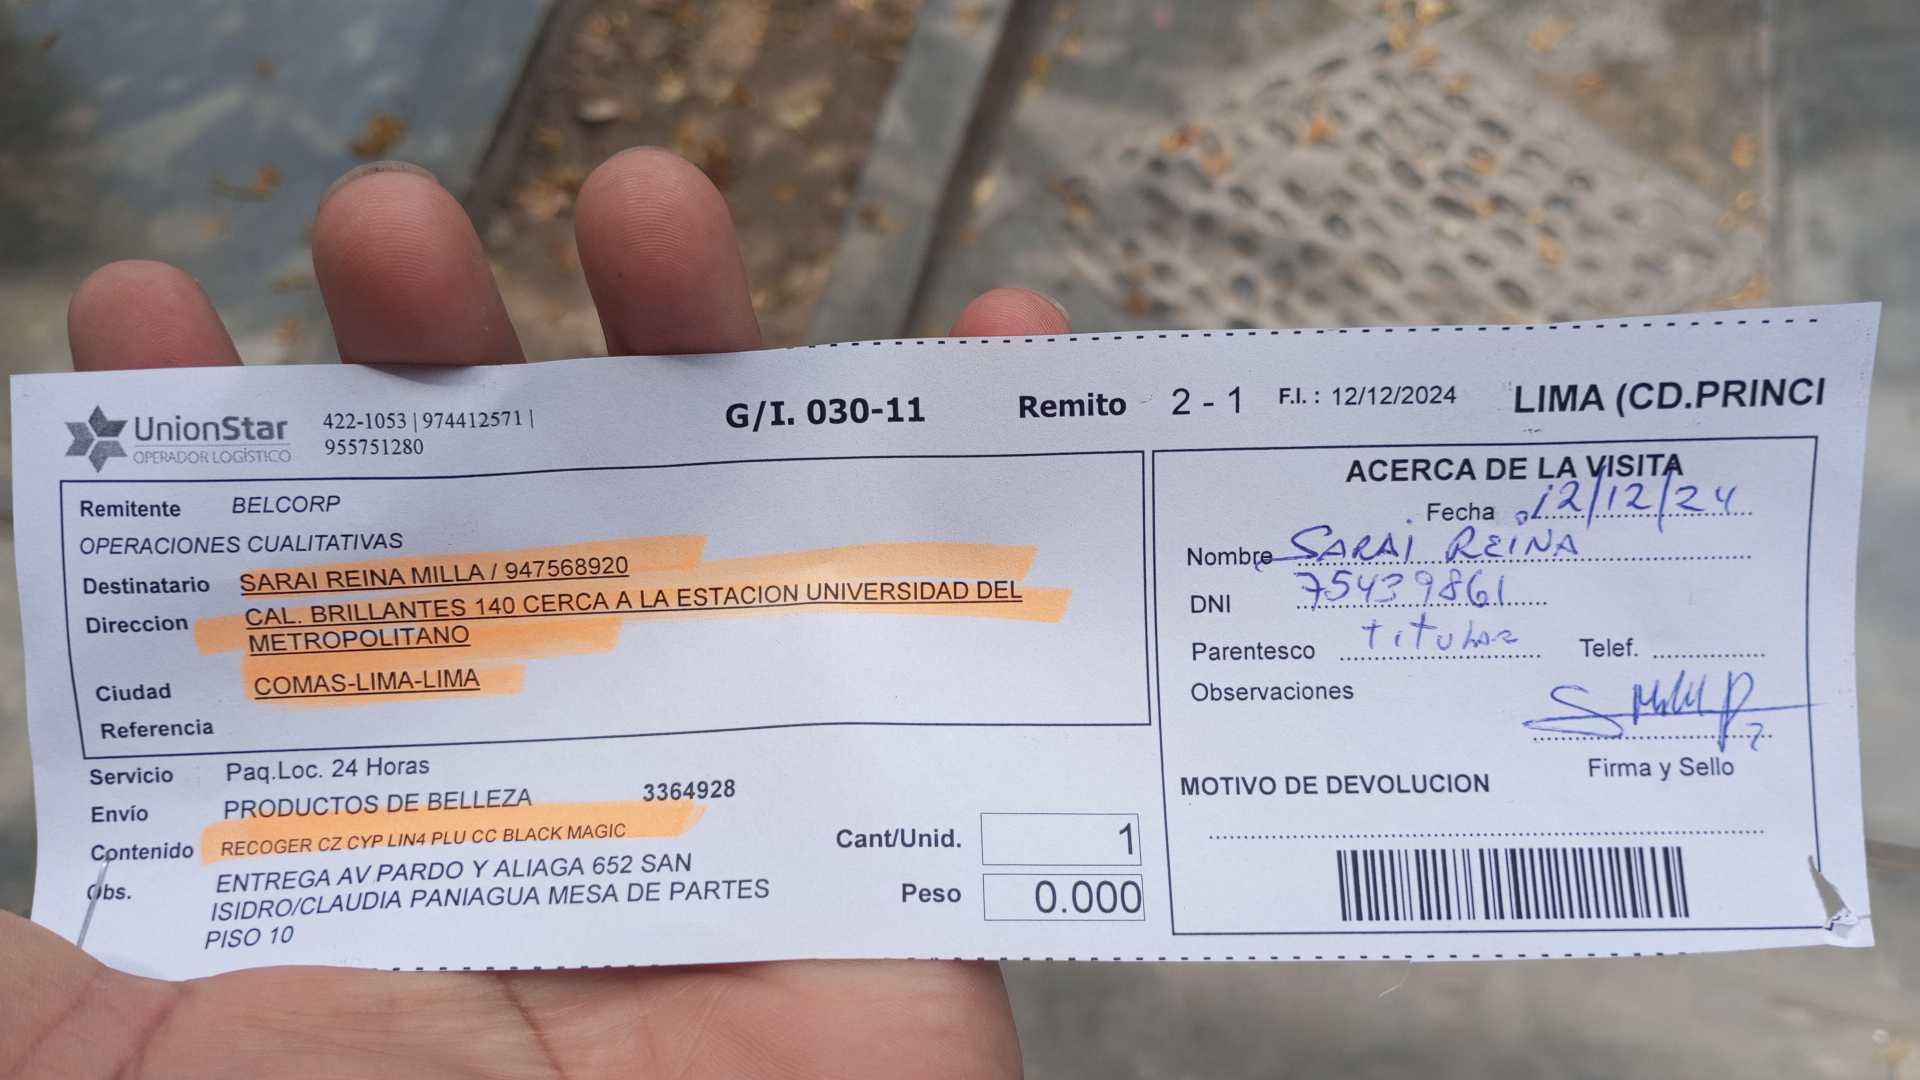 UnionStar
OPERADOR LOGÍSTICO
422-1053 | 974412571 |
955751280
G/I. 030-11
Remito 2 - 1
F.I. : 12/12/2024
LIMA (CD.PRINCI
Remitente BELCORP
OPERACIONES CUALITATIVAS
Destinatario SARAI REINA MILLA / 947568920
Direccion CAL. BRILLANTES 140 CERCA A LA ESTACION UNIVERSIDAD DEL
METROPOLITANO
Ciudad COMAS-LIMA-LIMA
Referencia
Servicio Paq.Loc. 24 Horas
Envío PRODUCTOS DE BELLEZA 3364928
Contenido RECOGER CZ CYP LIN4 PLU CC BLACK MAGIC
Obs. ENTREGA AV PARDO Y ALIAGA 652 SAN
ISIDRO/CLAUDIA PANIAGUA MESA DE PARTES
PISO 10
Cant/Unid. 1
Peso 0.000
ACERCA DE LA VISITA
Fecha 12/12/24
Nombre SARAI REINA
DNI 75439861
Parentesco titular Telef.
Observaciones
Firma y Sello
MOTIVO DE DEVOLUCION